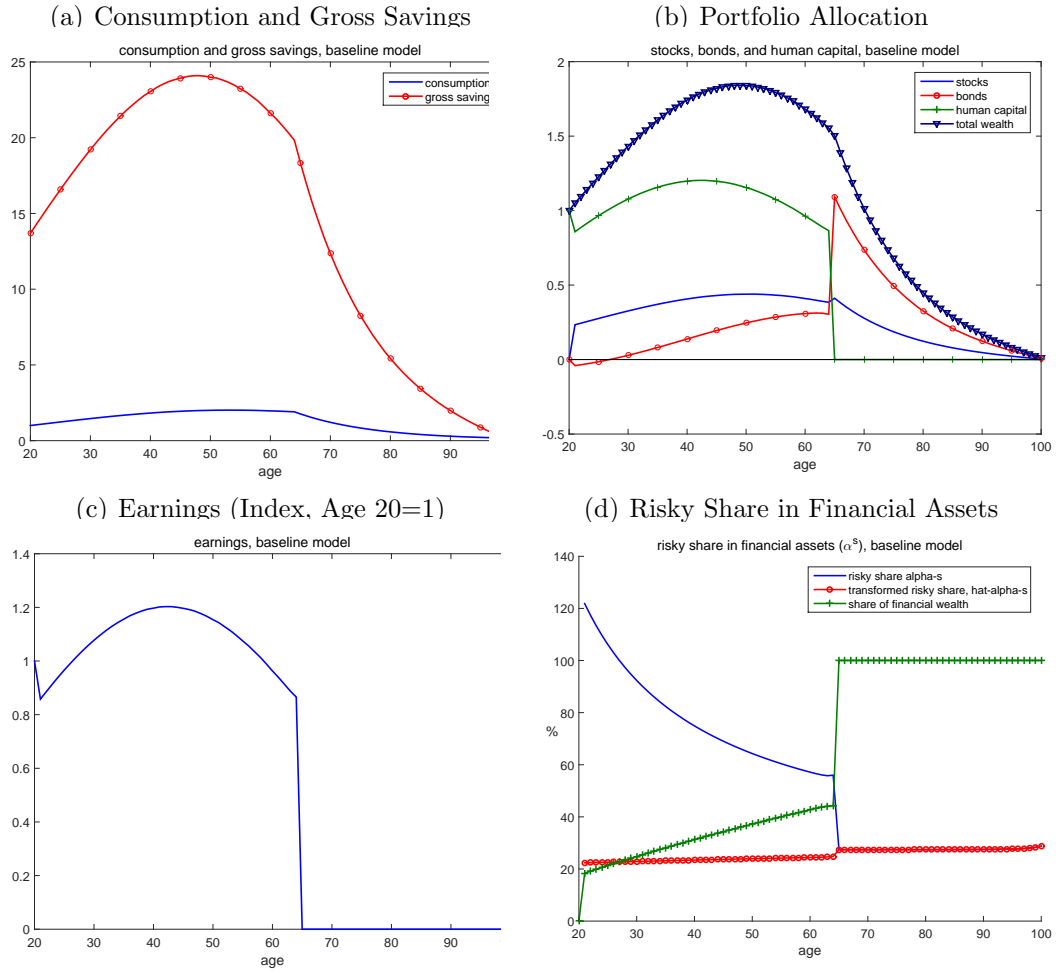 (a) Consumption and Gross Savings
consumption and gross savings, baseline model
25
20
15
10
5
0
20 30 40 50 60 70 80 90
age
consumption
gross saving
(b) Portfolio Allocation
stocks, bonds, and human capital, baseline model
2
1.5
1
0.5
0
-0.5
20 30 40 50 60 70 80 90 100
age
stocks
bonds
human capital
total wealth
(c) Earnings (Index, Age 20=1)
earnings, baseline model
1.4
1.2
1
0.8
0.6
0.4
0.2
0
20 30 40 50 60 70 80 90
age
(d) Risky Share in Financial Assets
risky share in financial assets (αˢ), baseline model
140
120
100
80
60
40
20
0
%
20 30 40 50 60 70 80 90 100
age
risky share alpha-s
transformed risky share, hat-alpha-s
share of financial wealth